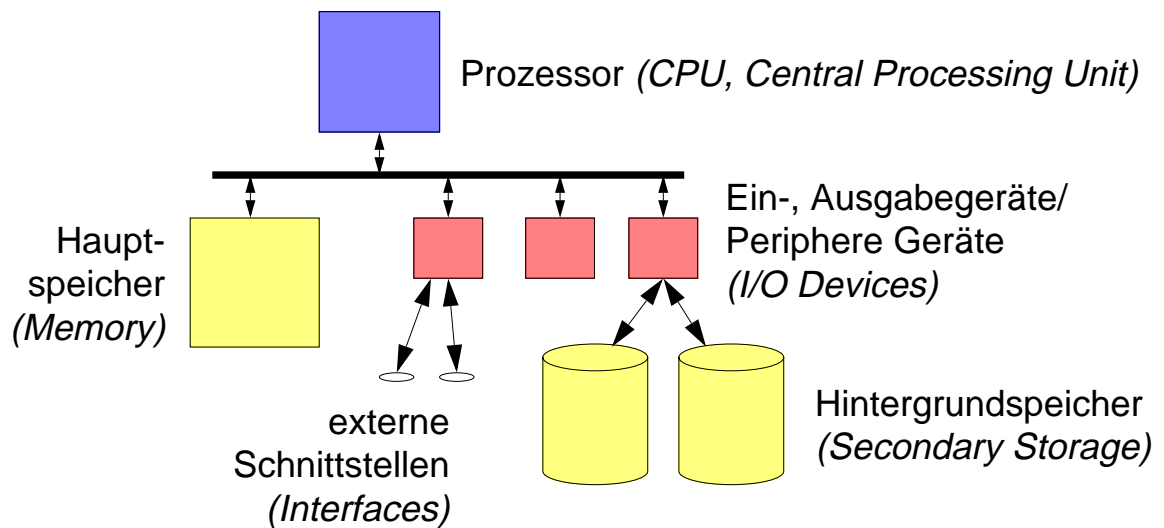 Prozessor (CPU, Central Processing Unit)
Haupt-
speicher
(Memory)
Ein-, Ausgabegeräte/
Periphere Geräte
(I/O Devices)
externe
Schnittstellen
(Interfaces)
Hintergrundspeicher
(Secondary Storage)